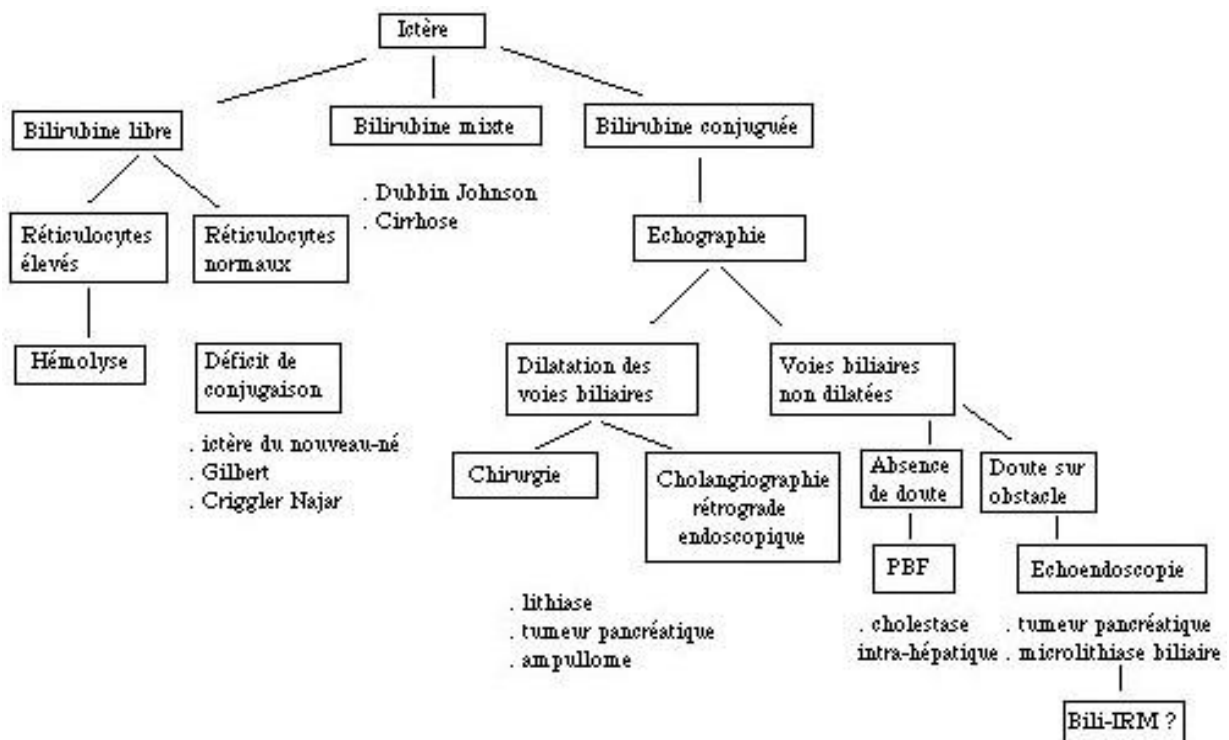 Ictère
Bilirubine libre
Bilirubine mixte
Bilirubine conjuguée
. Dubbin Johnson
. Cirrhose
Réticulocytes
élevés
Réticulocytes
normaux
Echographie
Hémolyse
Déficit de
conjugaison
. ictère du nouveau-né
. Gilbert
. Criggler Najar
Dilatation des
voies biliaires
Voies biliaires
non dilatées
Chirurgie
Cholangiographie
rétrograde
endoscopique
Absence
de doute
Doute sur
obstacle
PBF
Echoendoscopie
. lithiase
. tumeur pancréatique
. ampullome
. cholestase
intra-hépatique
. tumeur pancréatique
. microlithiase biliaire
Bili-IRM ?